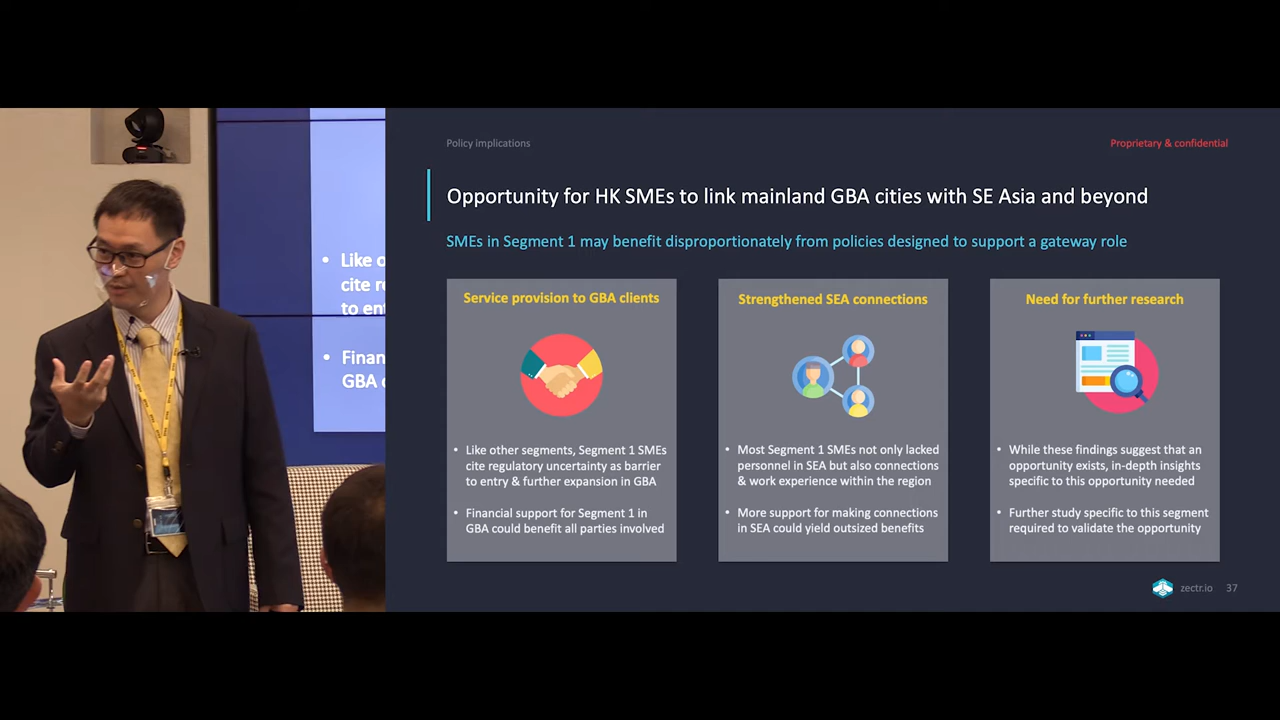 Policy implications
Proprietary & confidential
Opportunity for HK SMEs to link mainland GBA cities with SE Asia and beyond
SMEs in Segment 1 may benefit disproportionately from policies designed to support a gateway role
Service provision to GBA clients
• Like other segments, Segment 1 SMEs
cite regulatory uncertainty as barrier
to entry & further expansion in GBA
• Financial support for Segment 1 in
GBA could benefit all parties involved
Strengthened SEA connections
• Most Segment 1 SMEs not only lacked
personnel in SEA but also connections
& work experience within the region
• More support for making connections
in SEA could yield outsized benefits
Need for further research
• While these findings suggest that an
opportunity exists, in-depth insights
specific to this opportunity needed
• Further study specific to this segment
required to validate the opportunity
zectr.io 37
• Like
cite
to
•
GBA